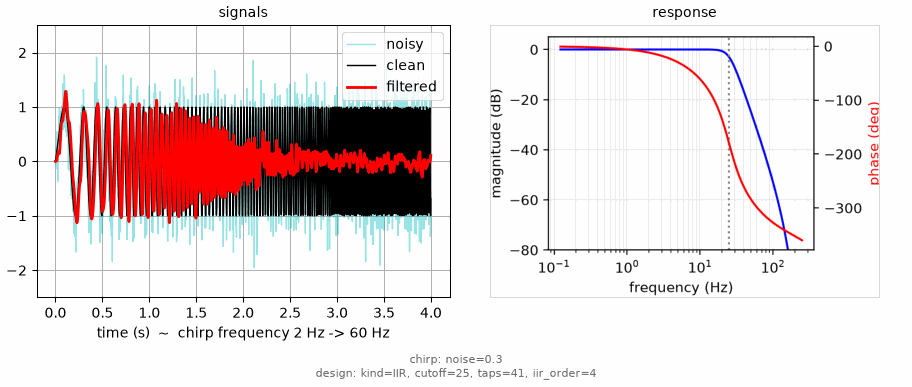 signals
noisy
clean
filtered
2
1
0
−1
−2
0.0 0.5 1.0 1.5 2.0 2.5 3.0 3.5 4.0
time (s)  ~  chirp frequency 2 Hz -> 60 Hz
response
magnitude (dB)
0
−20
−40
−60
−80
10⁻¹ 10⁰ 10¹ 10²
frequency (Hz)
0
−100
−200
−300
phase (deg)
chirp: noise=0.3
design: kind=IIR, cutoff=25, taps=41, iir_order=4